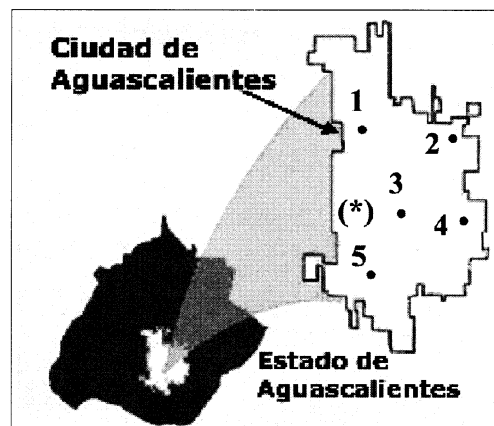 Ciudad de
Aguascalientes
1
2
3
(*)
4
5
Estado de
Aguascalientes